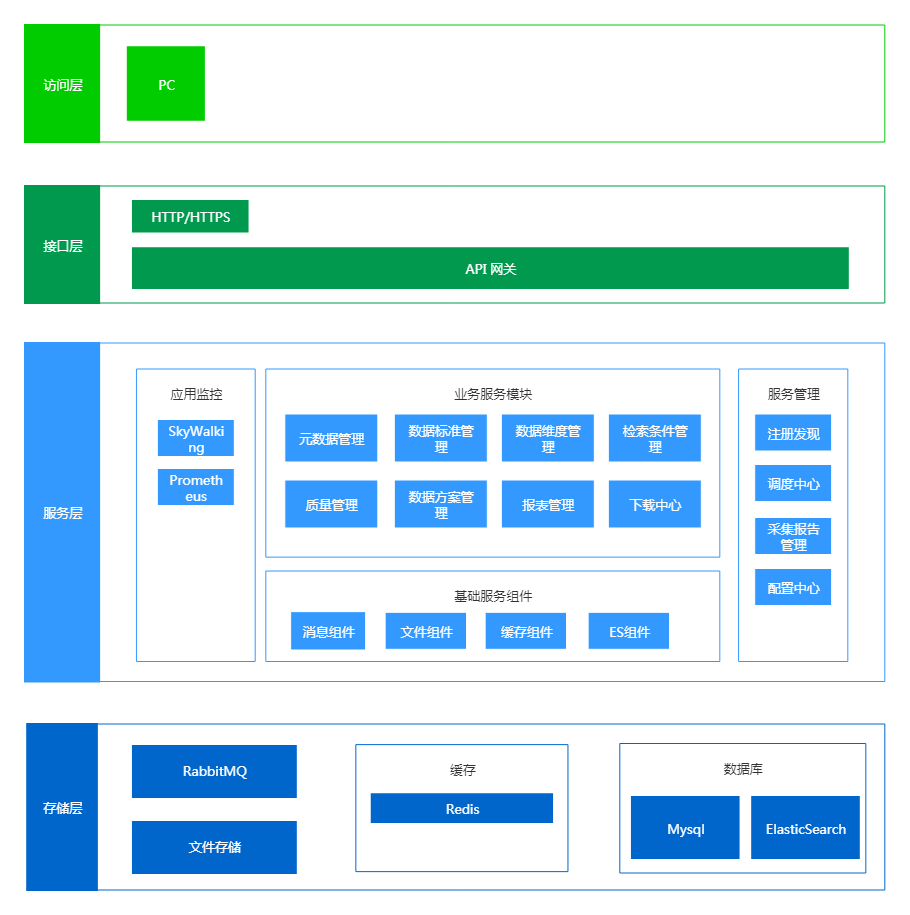 访问层
PC
接口层
HTTP/HTTPS
API 网关
服务层
应用监控
SkyWalki
ng
Prometh
eus
业务服务模块
元数据管理
数据标准管
理
数据维度管
理
检索条件管
理
质量管理
数据方案管
理
报表管理
下载中心
基础服务组件
消息组件
文件组件
缓存组件
ES组件
服务管理
注册发现
调度中心
采集报告
管理
配置中心
存储层
RabbitMQ
文件存储
缓存
Redis
数据库
Mysql
ElasticSearch